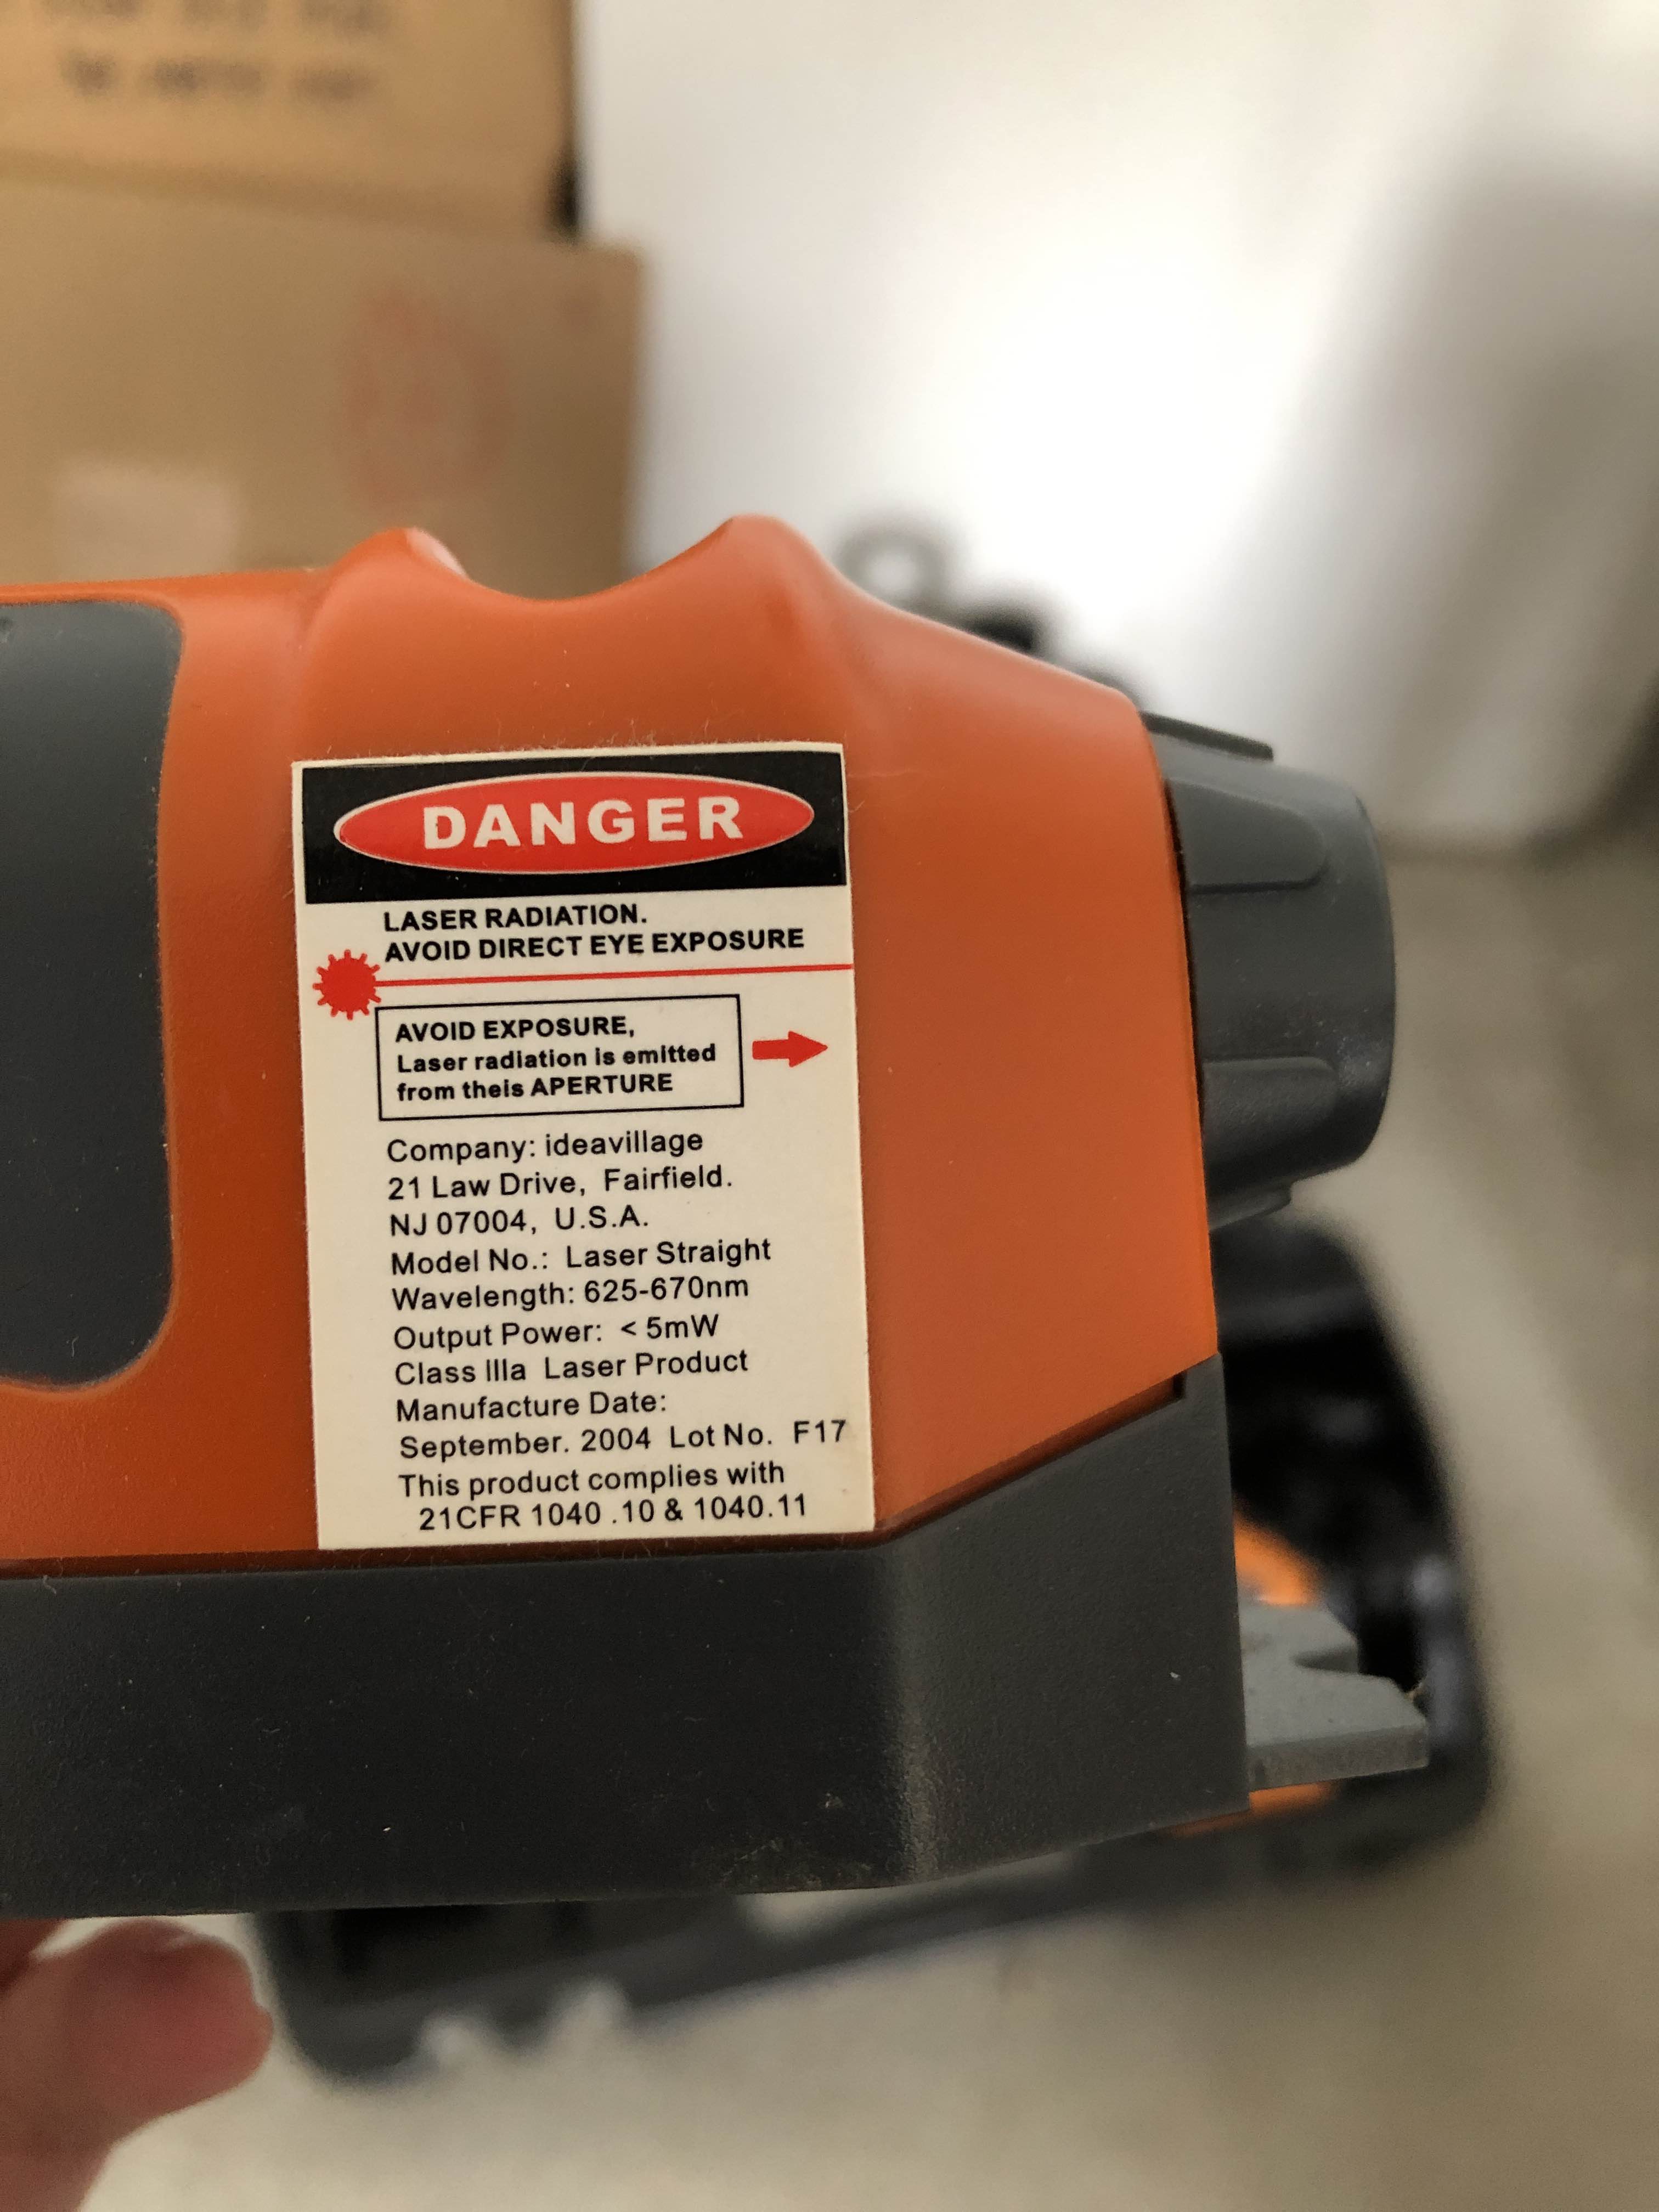 DANGER
LASER RADIATION.
AVOID DIRECT EYE EXPOSURE
AVOID EXPOSURE,
Laser radiation is emitted
from theis APERTURE
Company: ideavillage
21 Law Drive, Fairfield.
NJ 07004, U.S.A.
Model No.: Laser Straight
Wavelength: 625-670nm
Output Power: < 5mW
Class IIIa Laser Product
Manufacture Date:
September. 2004 Lot No. F17
This product complies with
21CFR 1040 .10 & 1040.11